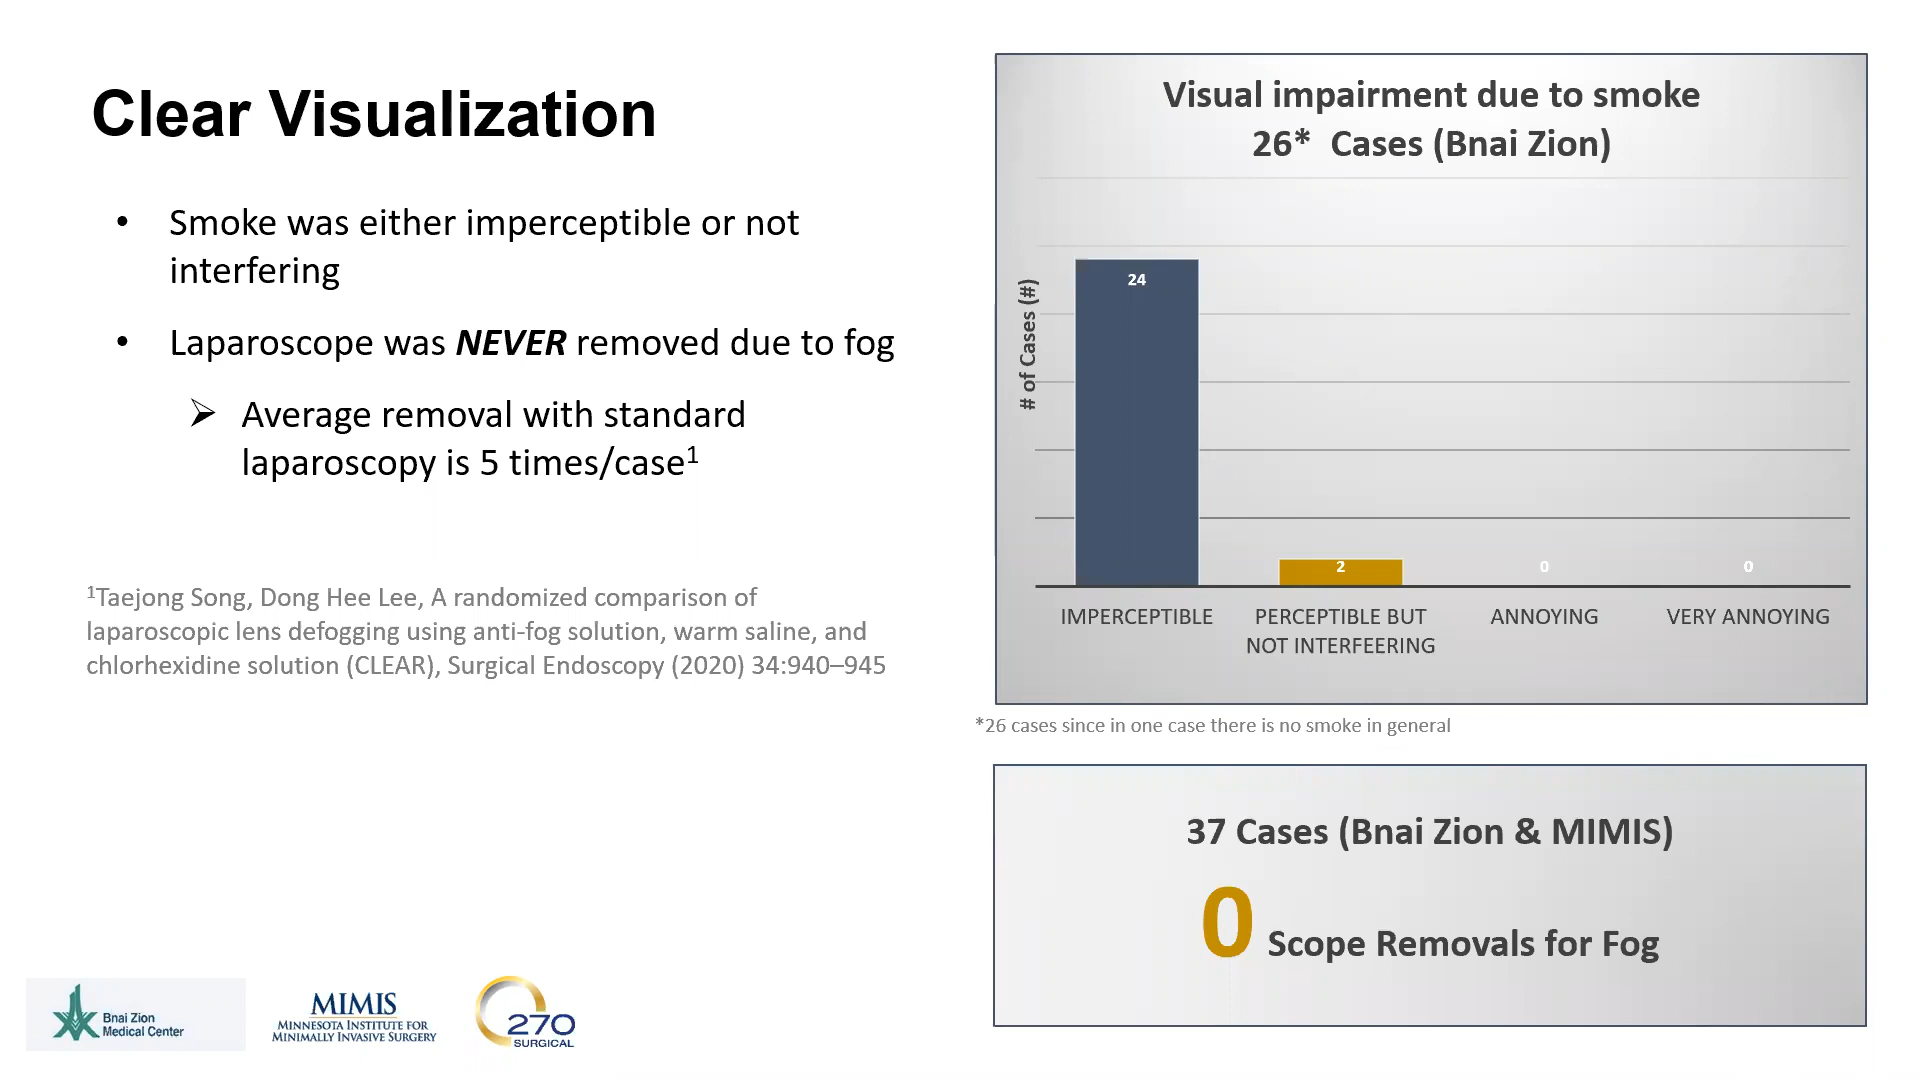 Clear Visualization
• Smoke was either imperceptible or not
interfering
• Laparoscope was NEVER removed due to fog
➢ Average removal with standard
laparoscopy is 5 times/case¹
¹Taejong Song, Dong Hee Lee, A randomized comparison of
laparoscopic lens defogging using anti-fog solution, warm saline, and
chlorhexidine solution (CLEAR), Surgical Endoscopy (2020) 34:940–945
Visual impairment due to smoke
26* Cases (Bnai Zion)
# of Cases (#)
24
2
0
0
IMPERCEPTIBLE
PERCEPTIBLE BUT
NOT INTERFEERING
ANNOYING
VERY ANNOYING
*26 cases since in one case there is no smoke in general
37 Cases (Bnai Zion & MIMIS)
0 Scope Removals for Fog
Bnai Zion
Medical Center
MIMIS
MINNESOTA INSTITUTE FOR
MINIMALLY INVASIVE SURGERY
270
SURGICAL